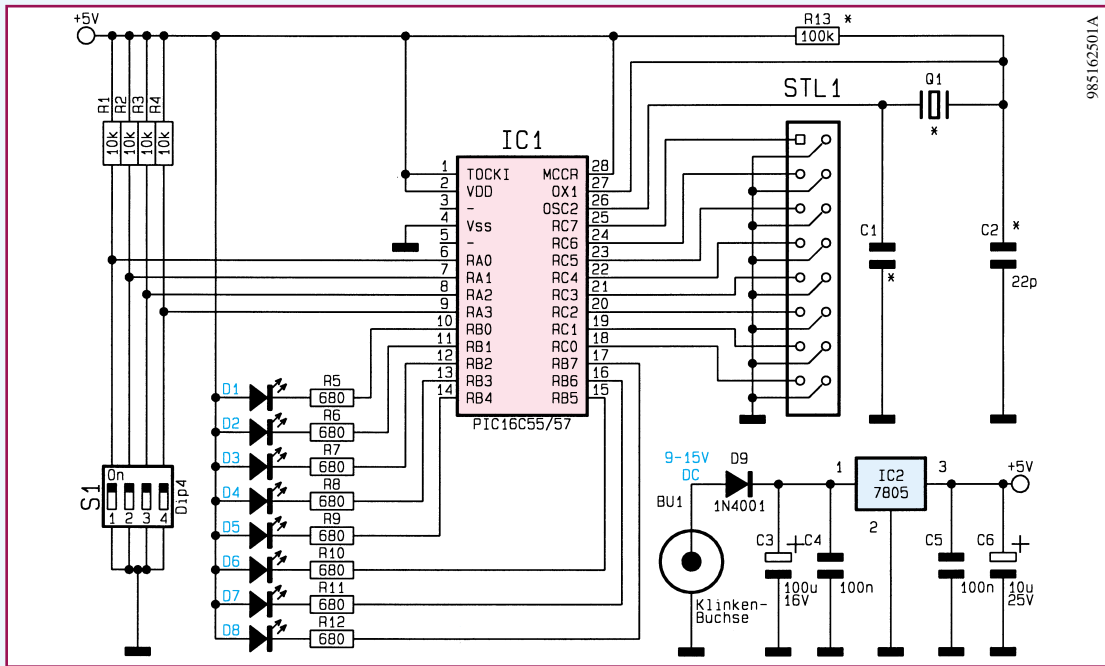 +5V
R13 *
100k
985162501A
R1
R2
R3
R4
10k
10k
10k
10k
STL1
Q1
*
IC1
1 TOCKI MCCR 28
2 VDD OX1 27
3 - OSC2 26
4 Vss RC7 25
5 - RC6 24
6 RA0 RC5 23
7 RA1 RC4 22
8 RA2 RC3 21
9 RA3 RC2 20
10 RB0 RC1 19
11 RB1 RC0 18
12 RB2 RB7 17
13 RB3 RB6 16
14 RB4 RB5 15
PIC16C55/57
C1
*
C2 *
22p
D1 R5
680
D2 R6
680
D3 R7
680
D4 R8
680
D5 R9
680
D6 R10
680
D7 R11
680
D8 R12
680
S1
On
1 2 3 4
Dip4
9-15V
DC
BU1
Klinken-
Buchse
D9
1N4001
1 IC2 3
7805
2
+5V
C3 +
100u
16V
C4
100n
C5
100n
C6 +
10u
25V